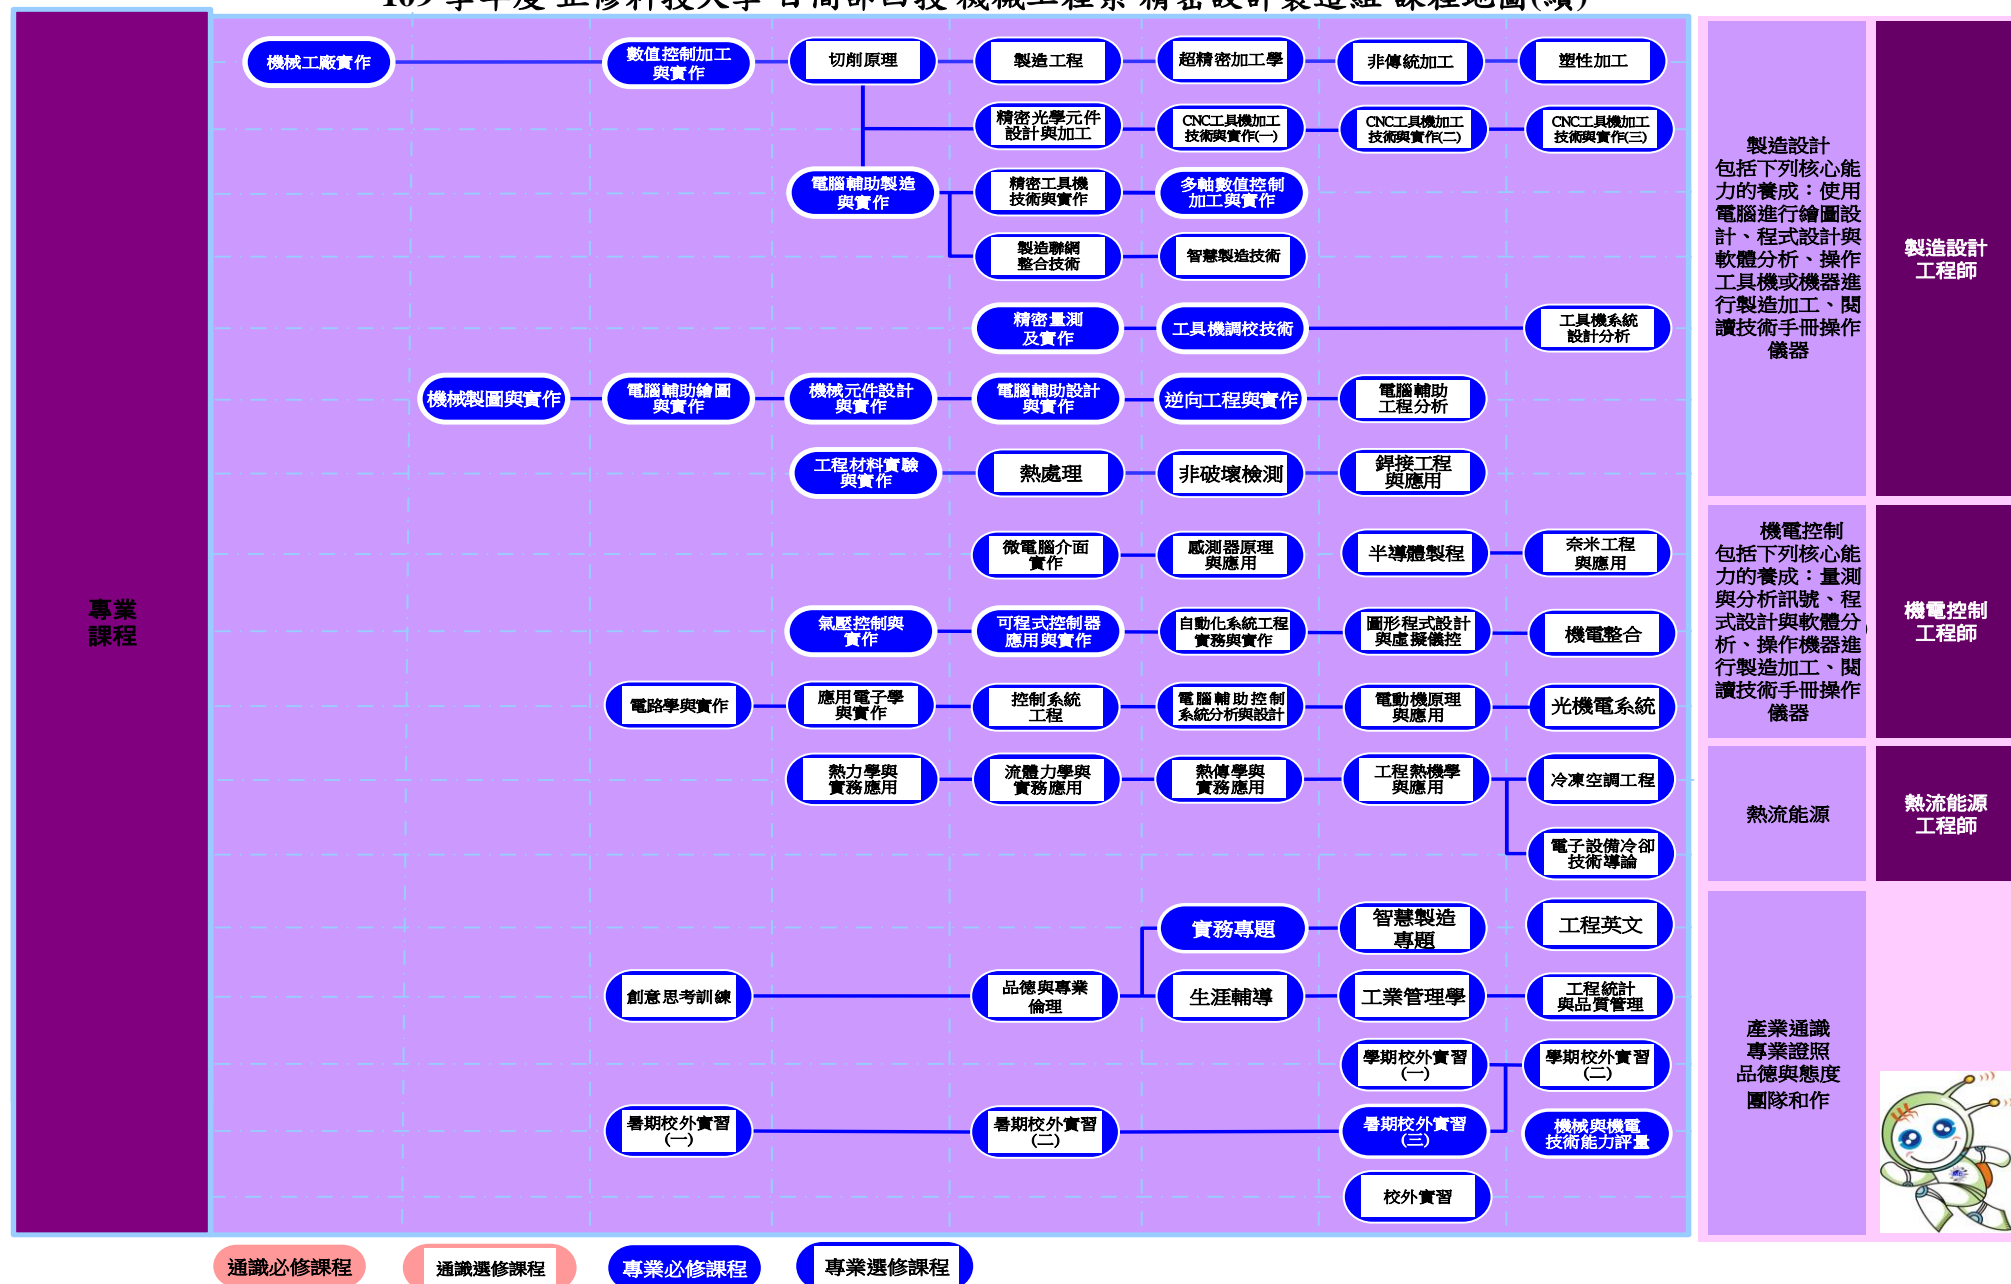 109 學年度 正修科技大學 日間部四技 機械工程系 精密設計製造組 課程地圖(續)
專業
課程
機械工廠實作
數值控制加工
與實作
切削原理
製造工程
超精密加工學
非傳統加工
塑性加工
精密光學元件
設計與加工
CNC工具機加工
技術與實作(一)
CNC工具機加工
技術與實作(二)
CNC工具機加工
技術與實作(三)
電腦輔助製造
與實作
精密工具機
技術與實作
多軸數值控制
加工與實作
製造聯網
整合技術
智慧製造技術
精密量測
及實作
工具機調校技術
工具機系統
設計分析
機械製圖與實作
電腦輔助繪圖
與實作
機械元件設計
與實作
電腦輔助設計
與實作
逆向工程與實作
電腦輔助
工程分析
工程材料實驗
與實作
熱處理
非破壞檢測
銲接工程
與應用
微電腦介面
實作
感測器原理
與應用
半導體製程
奈米工程
與應用
氣壓控制與
實作
可程式控制器
應用與實作
自動化系統工程
實務與實作
圖形程式設計
與虛擬儀控
機電整合
電路學與實作
應用電子學
與實作
控制系統
工程
電腦輔助控制
系統分析與設計
電動機原理
與應用
光機電系統
熱力學與
實務應用
流體力學與
實務應用
熱傳學與
實務應用
工程熱機學
與應用
冷凍空調工程
電子設備冷卻
技術導論
實務專題
智慧製造
專題
工程英文
創意思考訓練
品德與專業
倫理
生涯輔導
工業管理學
工程統計
與品質管理
學期校外實習
(一)
學期校外實習
(二)
暑期校外實習
(一)
暑期校外實習
(二)
暑期校外實習
(三)
機械與機電
技術能力評量
校外實習
製造設計
包括下列核心能
力的養成：使用
電腦進行繪圖設
計、程式設計與
軟體分析、操作
工具機或機器進
行製造加工、閱
讀技術手冊操作
儀器
製造設計
工程師
機電控制
包括下列核心能
力的養成：量測
與分析訊號、程
式設計與軟體分
析、操作機器進
行製造加工、閱
讀技術手冊操作
儀器
機電控制
工程師
熱流能源
熱流能源
工程師
產業通識
專業證照
品德與態度
團隊和作
通識必修課程
通識選修課程
專業必修課程
專業選修課程